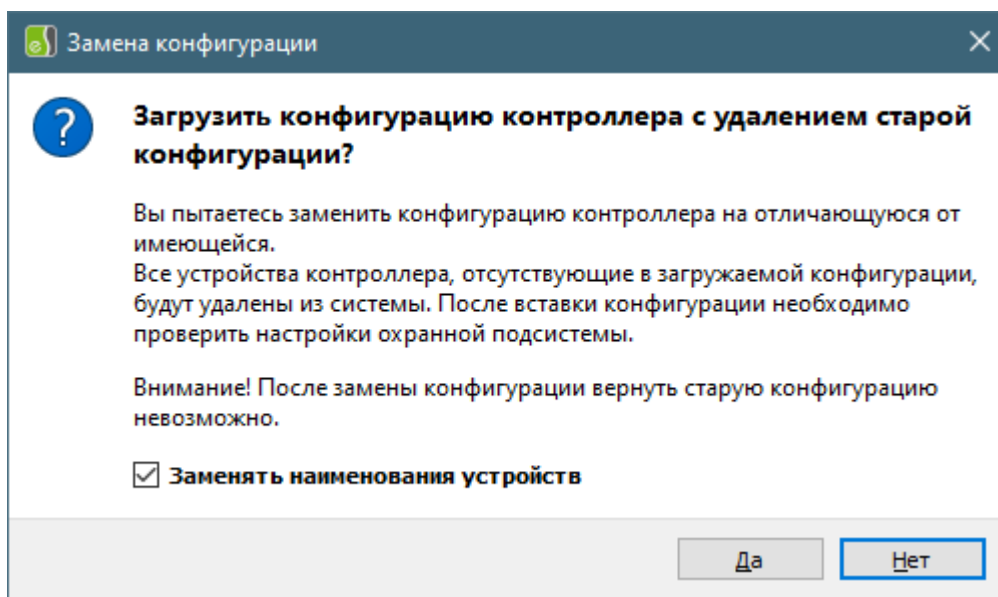 Замена конфигурации
Загрузить конфигурацию контроллера с удалением старой
конфигурации?
Вы пытаетесь заменить конфигурацию контроллера на отличающуюся от
имеющейся.
Все устройства контроллера, отсутствующие в загружаемой конфигурации,
будут удалены из системы. После вставки конфигурации необходимо
проверить настройки охранной подсистемы.
Внимание! После замены конфигурации вернуть старую конфигурацию
невозможно.
Заменять наименования устройств
Да
Нет